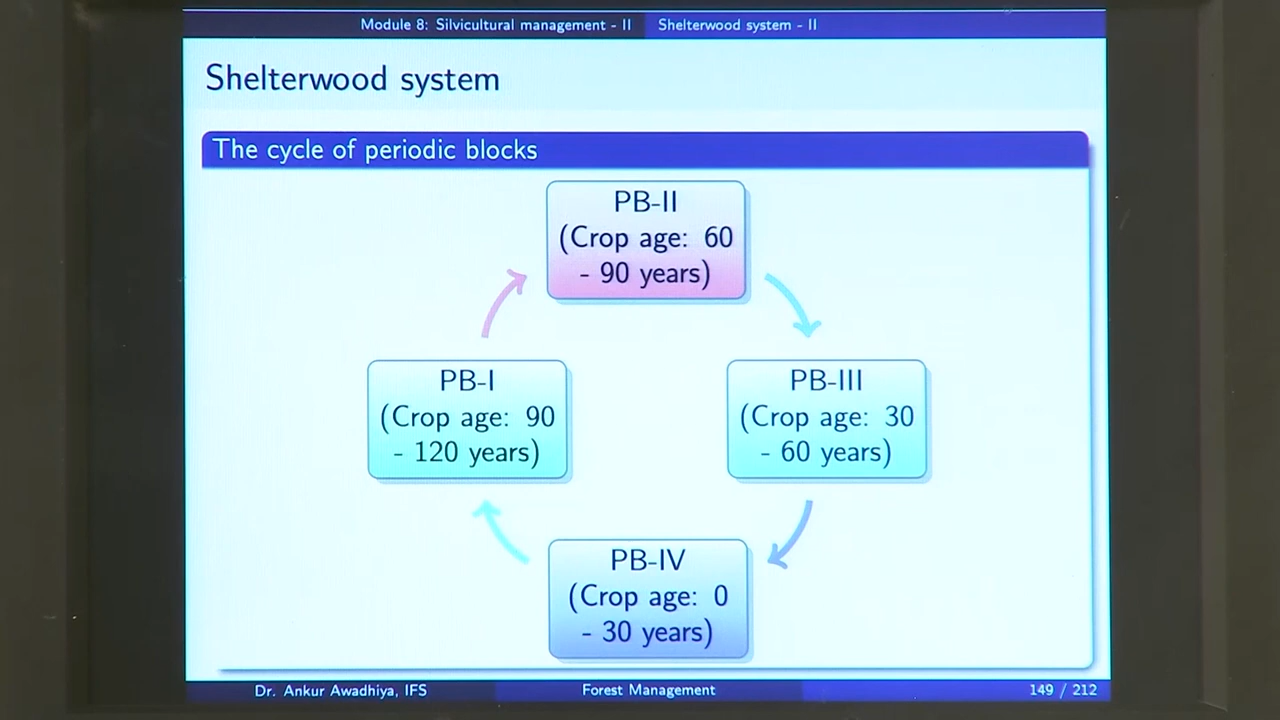 Module 8: Silvicultural management - II Shelterwood system - II
Shelterwood system
The cycle of periodic blocks
PB-II
(Crop age: 60
- 90 years)
PB-I
(Crop age: 90
- 120 years)
PB-III
(Crop age: 30
- 60 years)
PB-IV
(Crop age: 0
- 30 years)
Dr. Ankur Awadhiya, IFS Forest Management 149 / 212